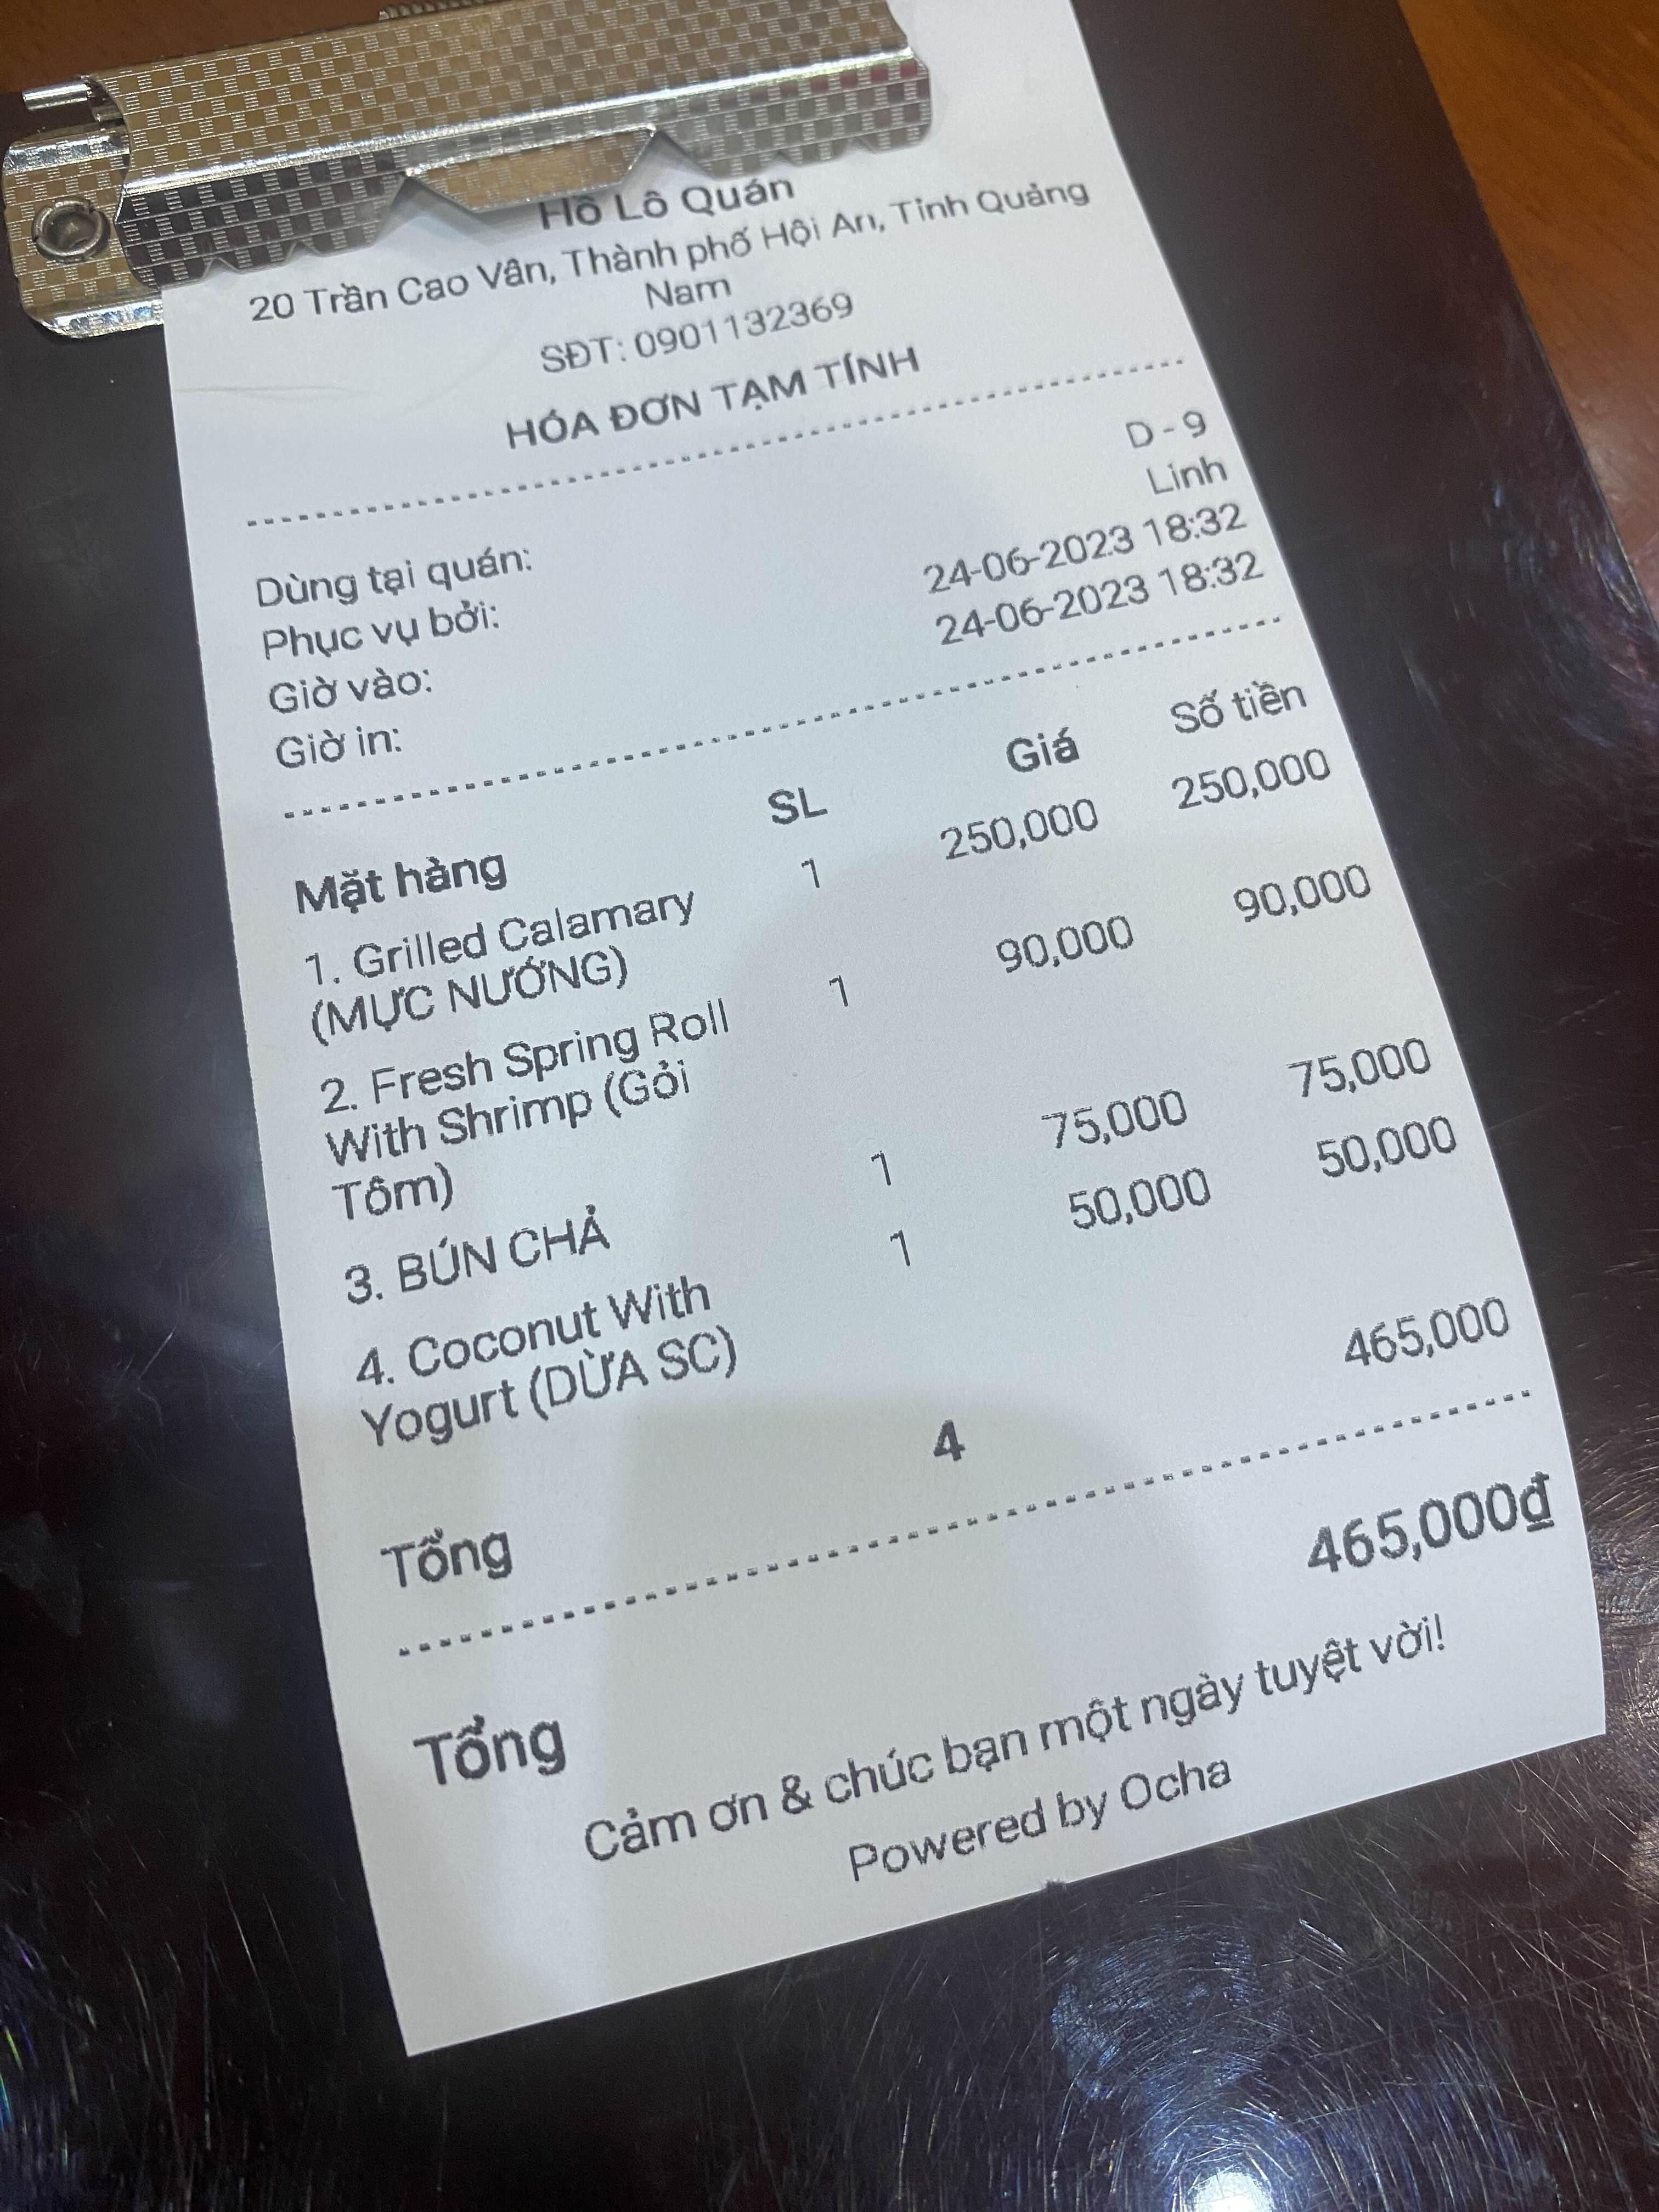 Hồ Lô Quán
20 Trần Cao Vân, Thành phố Hội An, Tỉnh Quảng
Nam
SĐT: 0901132369
HÓA ĐƠN TẠM TÍNH
Dùng tại quán: D - 9
Phục vụ bởi: Linh
Giờ vào: 24-06-2023 18:32
Giờ in: 24-06-2023 18:32
Mặt hàng SL Giá Số tiền
1. Grilled Calamary 1 250,000 250,000
(MỰC NƯỚNG)
2. Fresh Spring Roll 1 90,000 90,000
With Shrimp (Gỏi
Tôm)
3. BÚN CHẢ 1 75,000 75,000
4. Coconut With 1 50,000 50,000
Yogurt (DỪA SC)
Tổng 4 465,000
Tổng 465,000₫
Cảm ơn & chúc bạn một ngày tuyệt vời!
Powered by Ocha